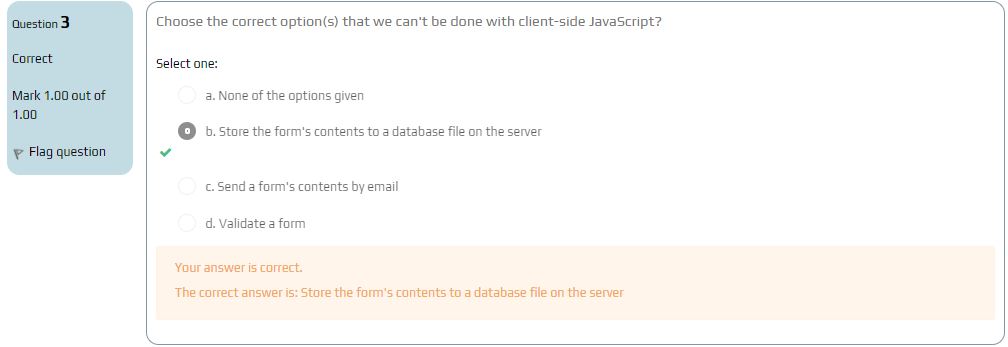 Question 3
Correct
Mark 1.00 out of
1.00
Flag question
Choose the correct option(s) that we can't be done with client-side JavaScript?
Select one:
a. None of the options given
b. Store the form's contents to a database file on the server
c. Send a form's contents by email
d. Validate a form
Your answer is correct.
The correct answer is: Store the form's contents to a database file on the server